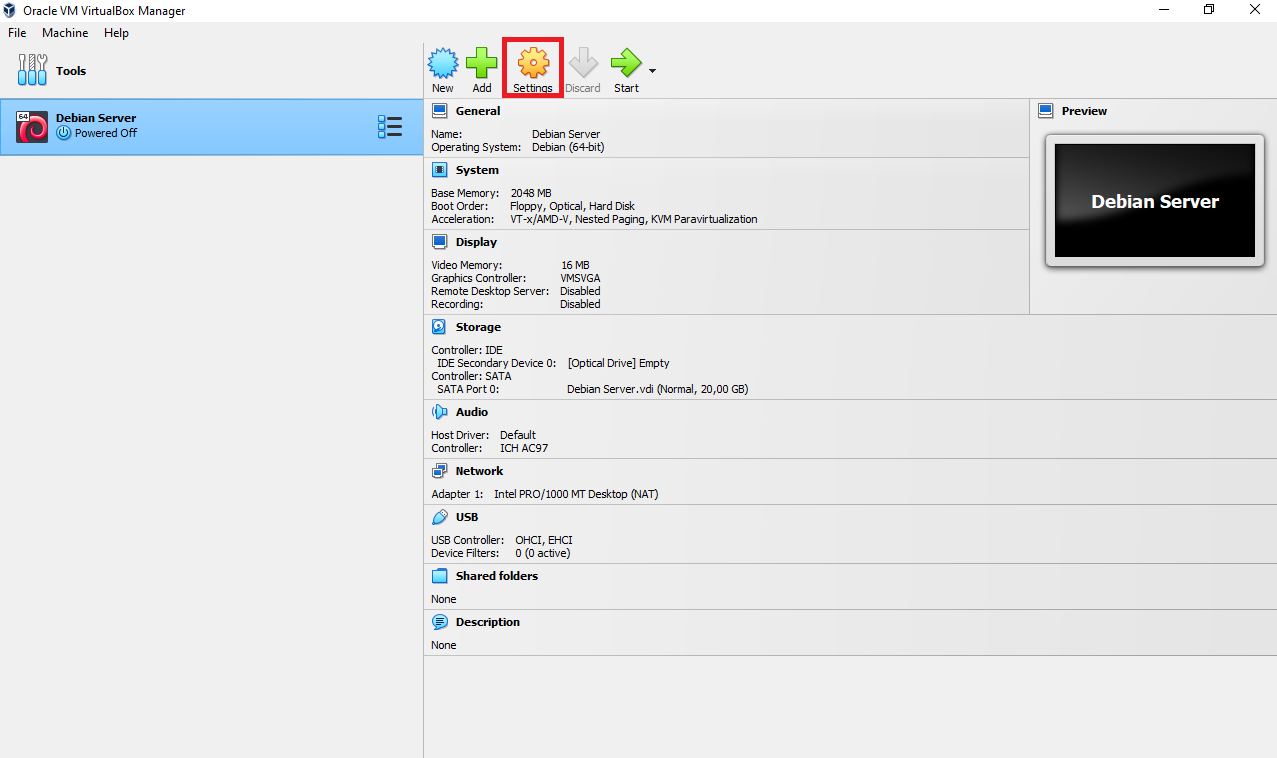 Oracle VM VirtualBox Manager
File Machine Help
Tools
New Add Settings Discard Start
64
Debian Server
Powered Off
General
Name: Debian Server
Operating System: Debian (64-bit)
System
Base Memory: 2048 MB
Boot Order: Floppy, Optical, Hard Disk
Acceleration: VT-x/AMD-V, Nested Paging, KVM Paravirtualization
Display
Video Memory: 16 MB
Graphics Controller: VMSVGA
Remote Desktop Server: Disabled
Recording: Disabled
Storage
Controller: IDE
IDE Secondary Device 0: [Optical Drive] Empty
Controller: SATA
SATA Port 0: Debian Server.vdi (Normal, 20,00 GB)
Audio
Host Driver: Default
Controller: ICH AC97
Network
Adapter 1: Intel PRO/1000 MT Desktop (NAT)
USB
USB Controller: OHCI, EHCI
Device Filters: 0 (0 active)
Shared folders
None
Description
None
Preview
Debian Server